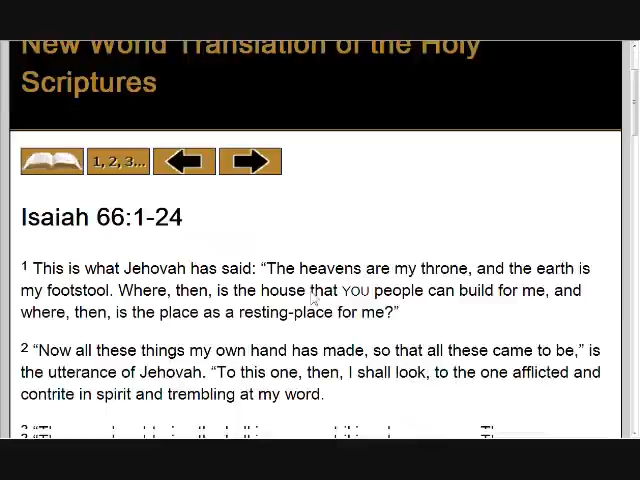 New World Translation of the Holy
Scriptures
1, 2, 3...
Isaiah 66:1-24
1 This is what Jehovah has said: “The heavens are my throne, and the earth is
my footstool. Where, then, is the house that YOU people can build for me, and
where, then, is the place as a resting-place for me?”
2 “Now all these things my own hand has made, so that all these came to be,” is
the utterance of Jehovah. “To this one, then, I shall look, to the one afflicted and
contrite in spirit and trembling at my word.